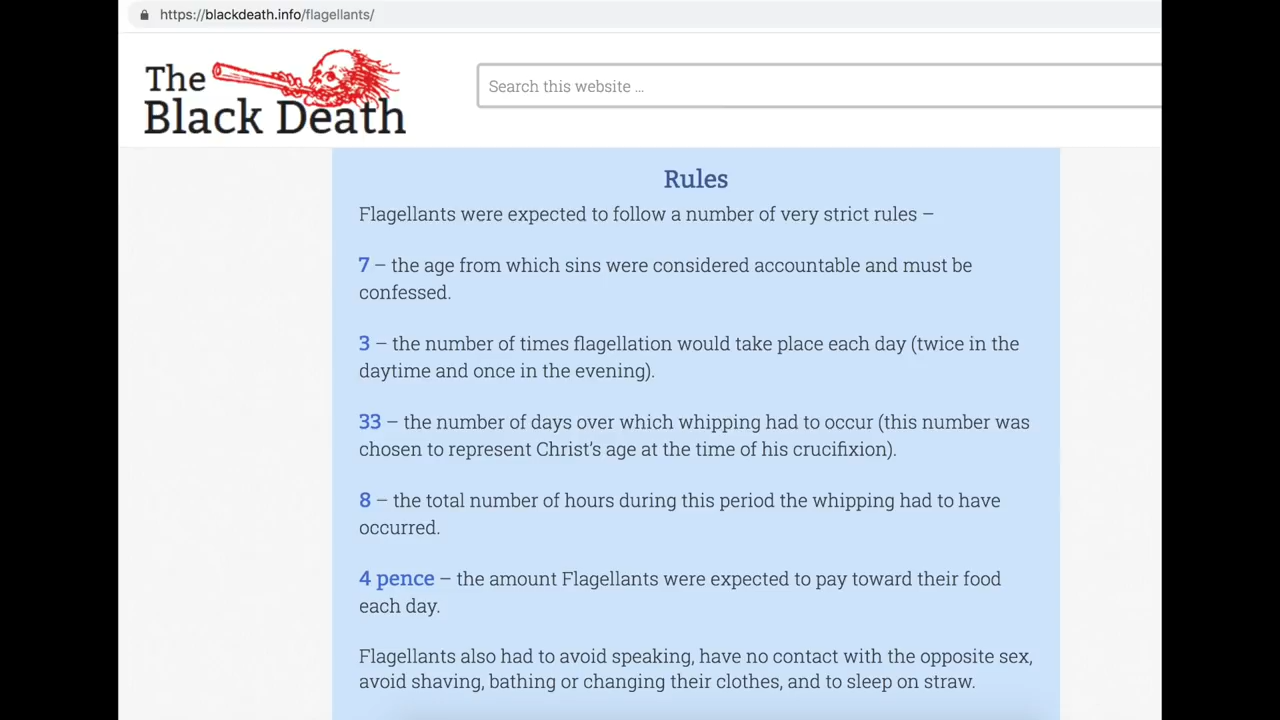 https://blackdeath.info/flagellants/
The
Black Death
Search this website ...
Rules
Flagellants were expected to follow a number of very strict rules –
7 – the age from which sins were considered accountable and must be
confessed.
3 – the number of times flagellation would take place each day (twice in the
daytime and once in the evening).
33 – the number of days over which whipping had to occur (this number was
chosen to represent Christ’s age at the time of his crucifixion).
8 – the total number of hours during this period the whipping had to have
occurred.
4 pence – the amount Flagellants were expected to pay toward their food
each day.
Flagellants also had to avoid speaking, have no contact with the opposite sex,
avoid shaving, bathing or changing their clothes, and to sleep on straw.